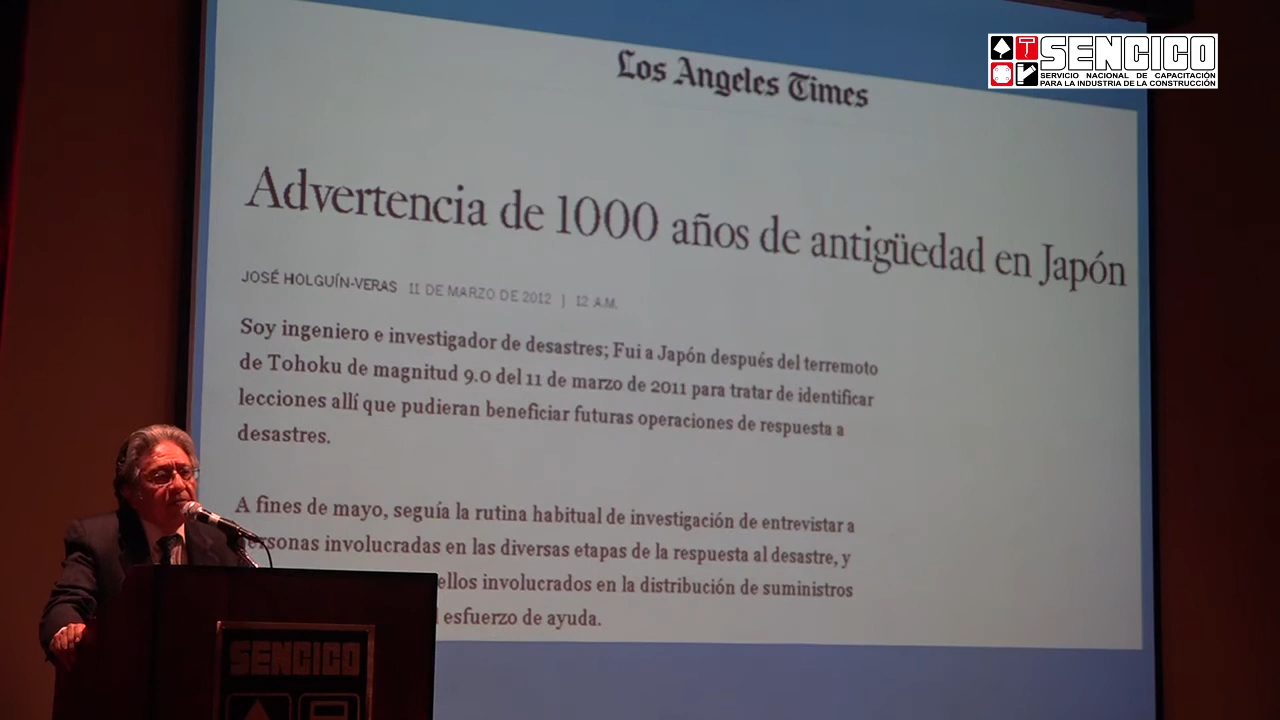 SENCICO
SERVICIO NACIONAL DE CAPACITACIÓN
PARA LA INDUSTRIA DE LA CONSTRUCCIÓN
Los Angeles Times
Advertencia de 1000 años de antigüedad en Japón
JOSÉ HOLGUÍN-VERAS 11 DE MARZO DE 2012 | 12 A.M.
Soy ingeniero e investigador de desastres; Fui a Japón después del terremoto
de Tohoku de magnitud 9.0 del 11 de marzo de 2011 para tratar de identificar
lecciones allí que pudieran beneficiar futuras operaciones de respuesta a
desastres.
A fines de mayo, seguía la rutina habitual de investigación de entrevistar a
personas involucradas en las diversas etapas de la respuesta al desastre, y
ellos involucrados en la distribución de suministros
esfuerzo de ayuda.
SENCICO